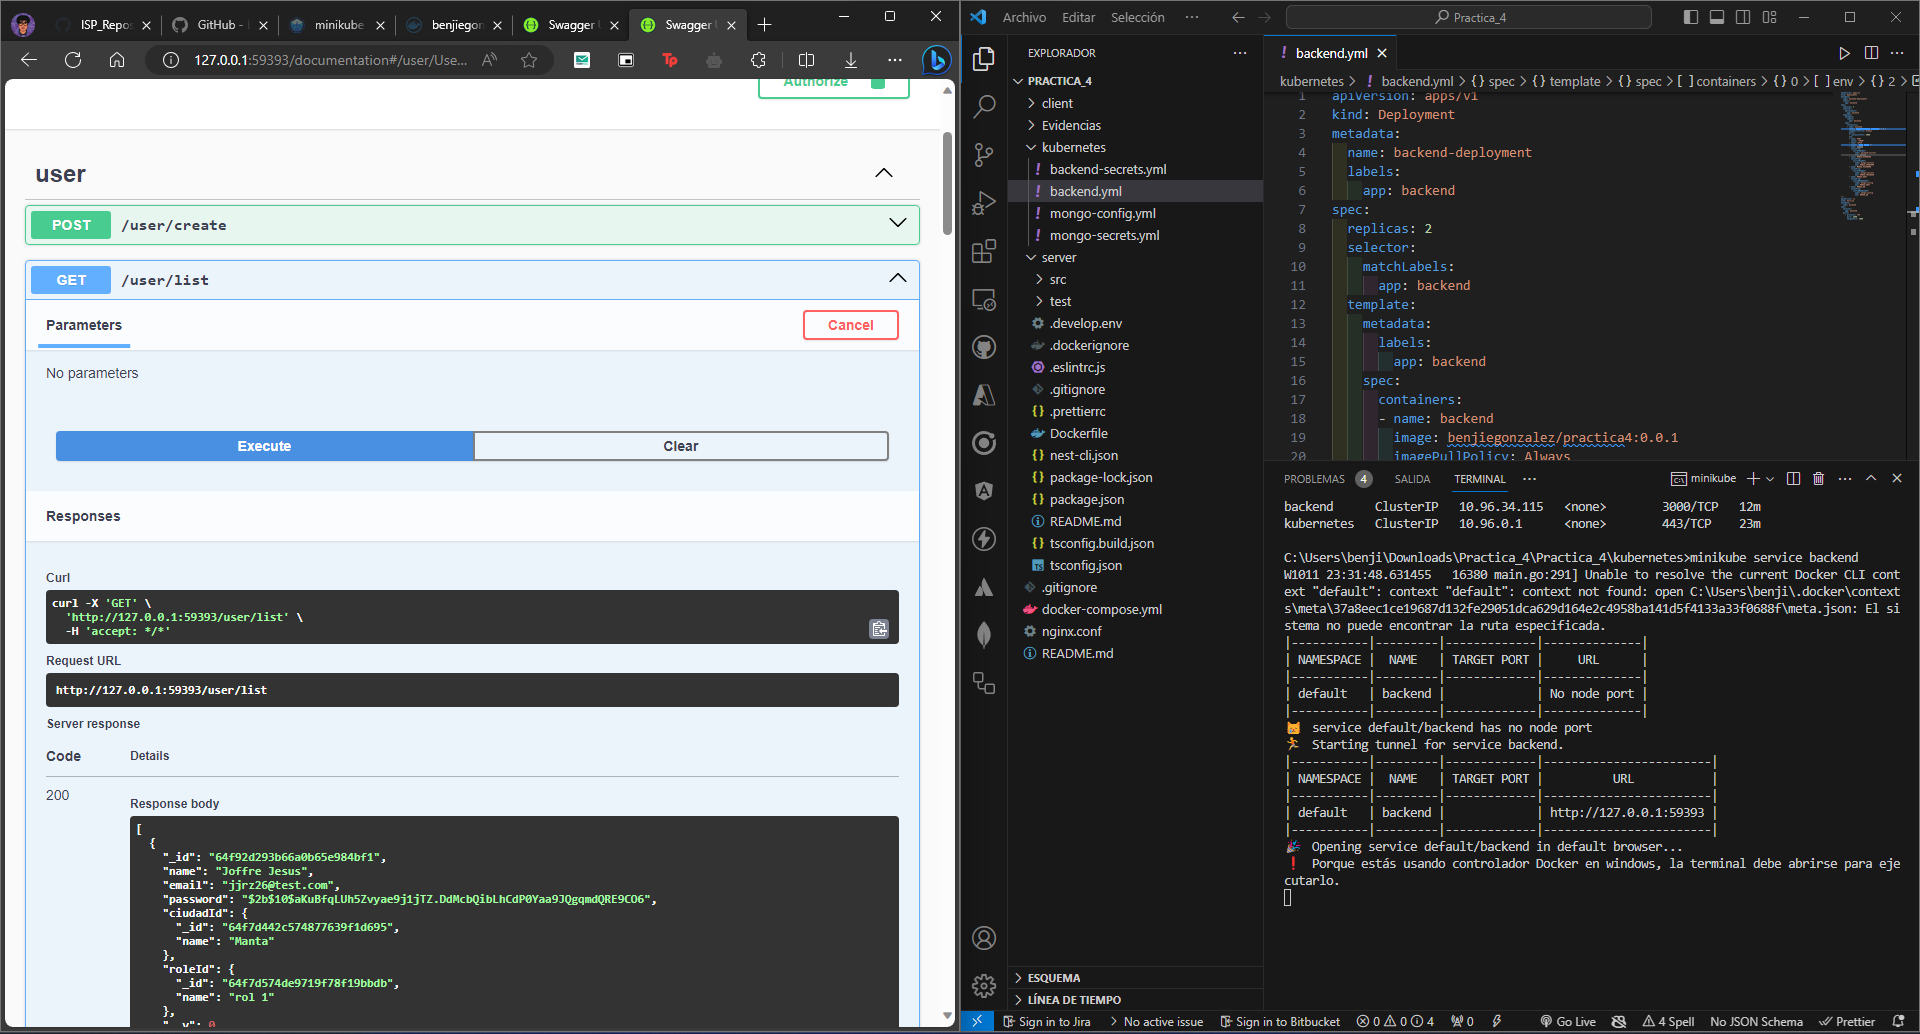 ISP_Repos
GitHub -
minikube
benjiegon
Swagger U
Swagger U
127.0.0.1:59393/documentation#/user/Use...
Authorize
user
POST /user/create
GET /user/list
Parameters
Cancel
No parameters
Execute
Clear
Responses
Curl
curl -X 'GET' \
'http://127.0.0.1:59393/user/list' \
-H 'accept: */*'
Request URL
http://127.0.0.1:59393/user/list
Server response
Code Details
200
Response body
[
{
"_id": "64f92d293b66a0b65e984bf1",
"name": "Joffre Jesus",
"email": "jjrz26@test.com",
"password": "$2b$10$aKuBfqLUh5Zvyae9j1jTZ.DdMcbQibLhCdP0Yaa9JQgqmdQRE9CO6",
"ciudadId": {
"_id": "64f7d442c574877639f1d695",
"name": "Manta"
},
"roleId": {
"_id": "64f7d574de9719f78f19bbdb",
"name": "rol 1"
},
"__v": 0
Archivo Editar Selección ···
Practica_4
EXPLORADOR
PRACTICA_4
client
Evidencias
kubernetes
backend-secrets.yml
backend.yml
mongo-config.yml
mongo-secrets.yml
server
src
test
.develop.env
.dockerignore
.eslintrc.js
.gitignore
.prettierrc
Dockerfile
nest-cli.json
package-lock.json
package.json
README.md
tsconfig.build.json
tsconfig.json
.gitignore
docker-compose.yml
nginx.conf
README.md
ESQUEMA
LÍNEA DE TIEMPO
backend.yml
kubernetes > ! backend.yml > {} spec > {} template > {} spec > [ ] containers > {} 0 > [ ] env > {} 2 >
1 apiVersion: apps/v1
2 kind: Deployment
3 metadata:
4 name: backend-deployment
5 labels:
6 app: backend
7 spec:
8 replicas: 2
9 selector:
10 matchLabels:
11 app: backend
12 template:
13 metadata:
14 labels:
15 app: backend
16 spec:
17 containers:
18 - name: backend
19 image: benjiegonzalez/practica4:0.0.1
20 imagePullPolicy: Always
PROBLEMAS 4 SALIDA TERMINAL ··· minikube
backend ClusterIP 10.96.34.115 <none> 3000/TCP 12m
kubernetes ClusterIP 10.96.0.1 <none> 443/TCP 23m
C:\Users\benji\Downloads\Practica_4\Practica_4\kubernetes>minikube service backend
W1011 23:31:48.631455 16380 main.go:291] Unable to resolve the current Docker CLI cont
ext "default": context "default": context not found: open C:\Users\benji\.docker\context
s\meta\37a8eec1ce19687d132fe29051dca629d164e2c4958ba141d5f4133a33f0688f\meta.json: El si
stema no puede encontrar la ruta especificada.
|-----------|---------|-------------|--------------|
| NAMESPACE | NAME | TARGET PORT | URL |
|-----------|---------|-------------|--------------|
| default | backend | | No node port |
|-----------|---------|-------------|--------------|
service default/backend has no node port
Starting tunnel for service backend.
|-----------|---------|-------------|------------------------|
| NAMESPACE | NAME | TARGET PORT | URL |
|-----------|---------|-------------|------------------------|
| default | backend | | http://127.0.0.1:59393 |
|-----------|---------|-------------|------------------------|
Opening service default/backend in default browser...
Porque estás usando controlador Docker en windows, la terminal debe abrirse para eje
cutarlo.
Sign in to Jira No active issue Sign in to Bitbucket 0 0 4 0 Go Live 4 Spell No JSON Schema Prettier